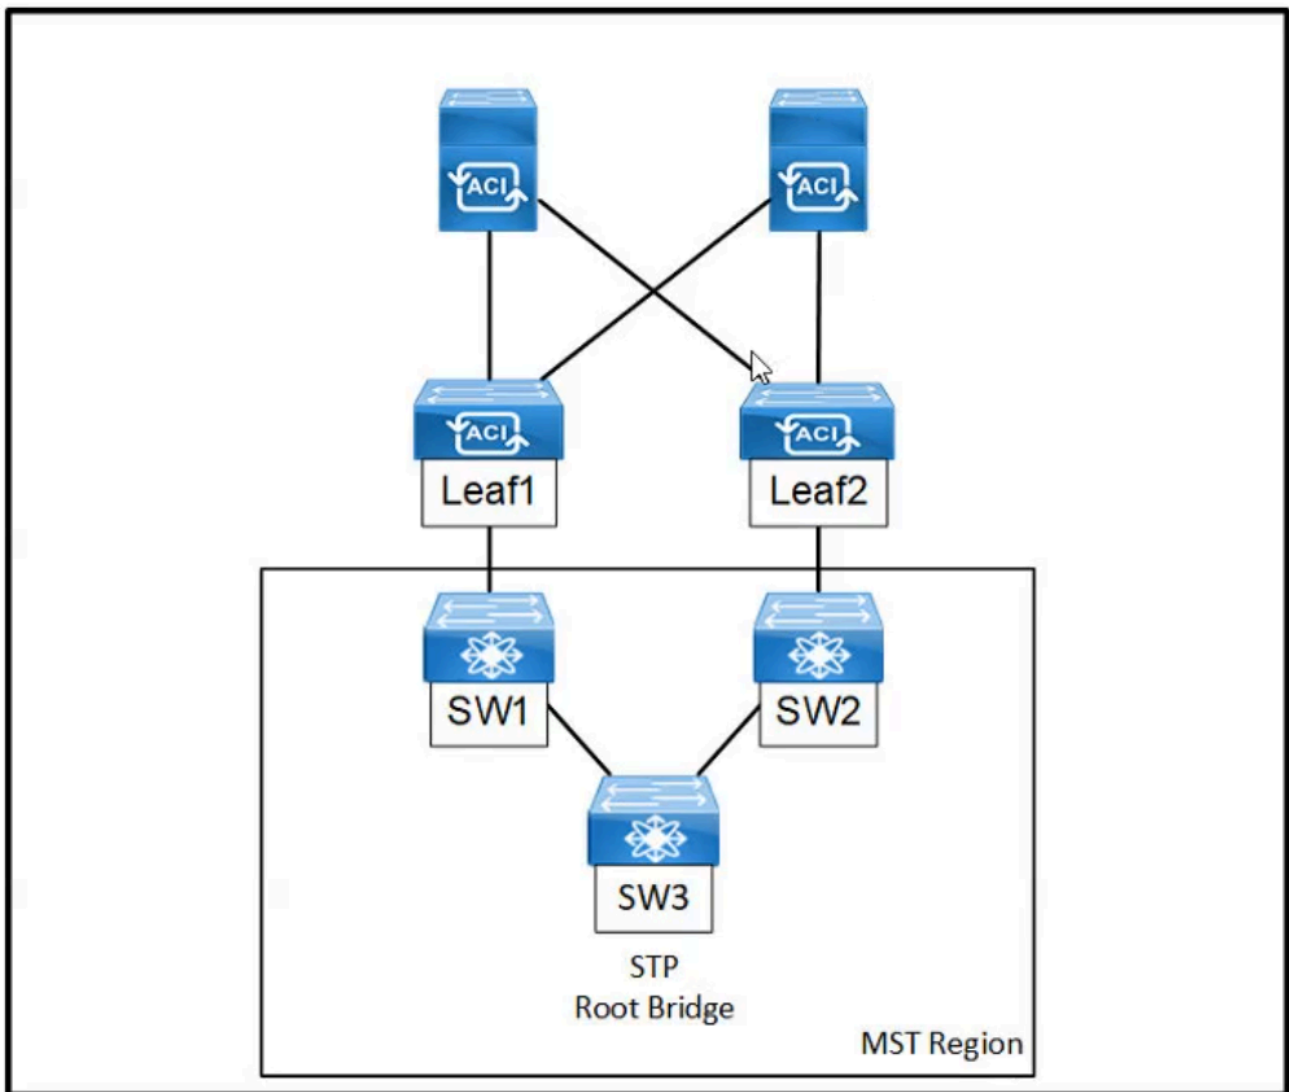 ACI
ACI
ACI
ACI
Leaf1
Leaf2
SW1
SW2
SW3
STP
Root Bridge
MST Region